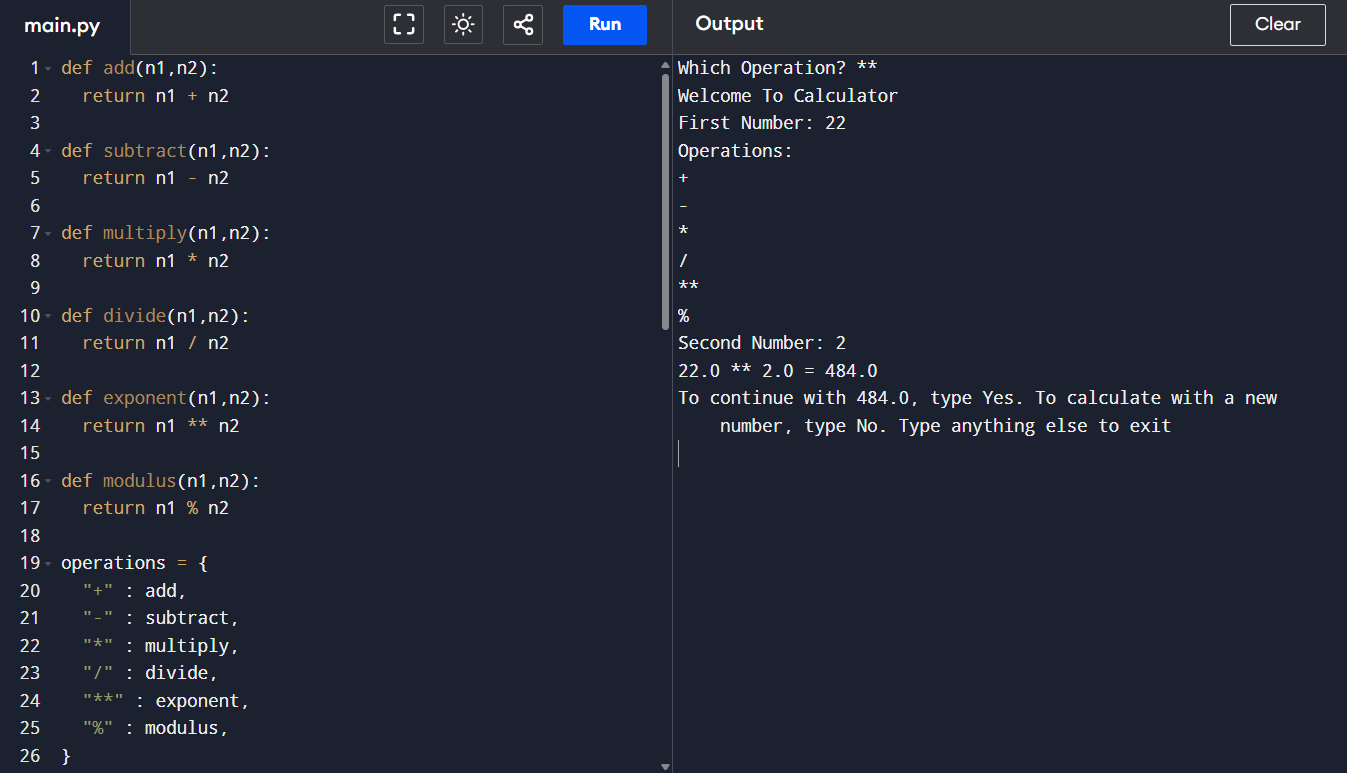 main.py
Run
Output
Clear
1 def add(n1,n2):
2   return n1 + n2
3
4 def subtract(n1,n2):
5   return n1 - n2
6
7 def multiply(n1,n2):
8   return n1 * n2
9
10 def divide(n1,n2):
11   return n1 / n2
12
13 def exponent(n1,n2):
14   return n1 ** n2
15
16 def modulus(n1,n2):
17   return n1 % n2
18
19 operations = {
20   "+" : add,
21   "-" : subtract,
22   "*" : multiply,
23   "/" : divide,
24   "**" : exponent,
25   "%" : modulus,
26 }
Which Operation? **
Welcome To Calculator
First Number: 22
Operations:
+
-
*
/
**
%
Second Number: 2
22.0 ** 2.0 = 484.0
To continue with 484.0, type Yes. To calculate with a new
    number, type No. Type anything else to exit